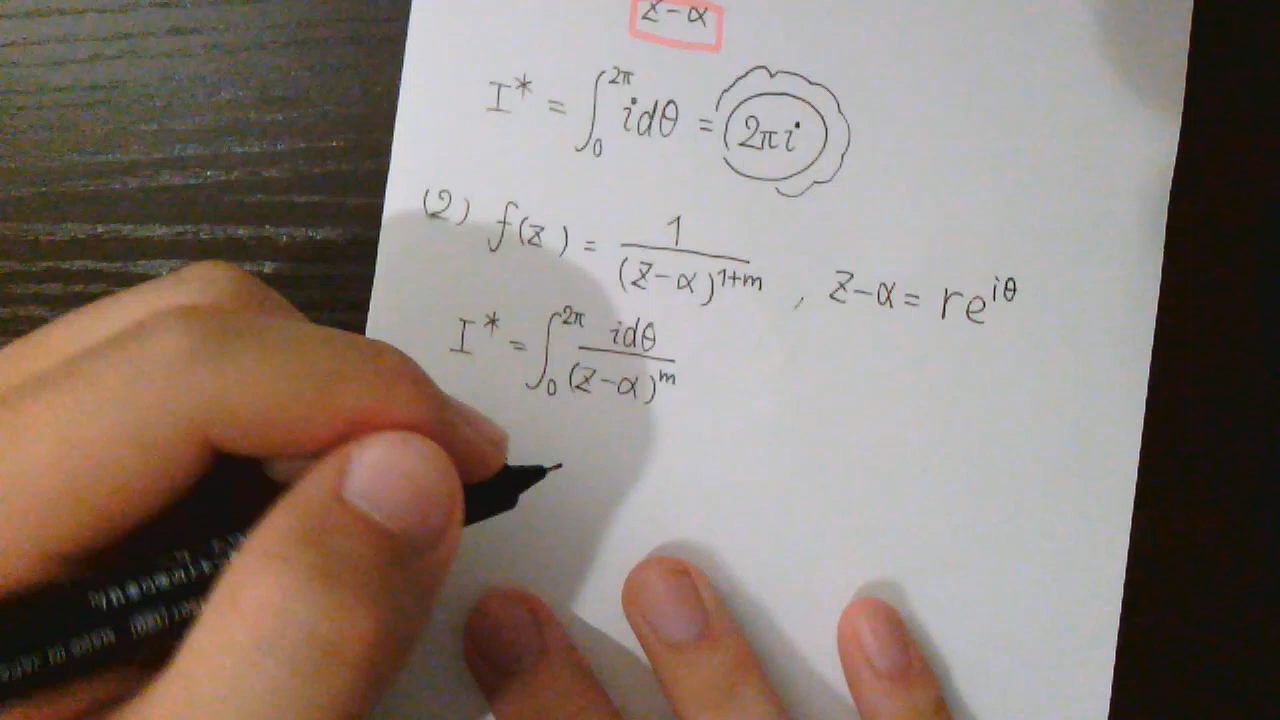 z-α
I* = ∫₀^{2π} idθ = 2πi
(2) f(z) = 1/(z-α)^{1+m} , z-α = re^{iθ}
I* = ∫₀^{2π} idθ/(z-α)^m